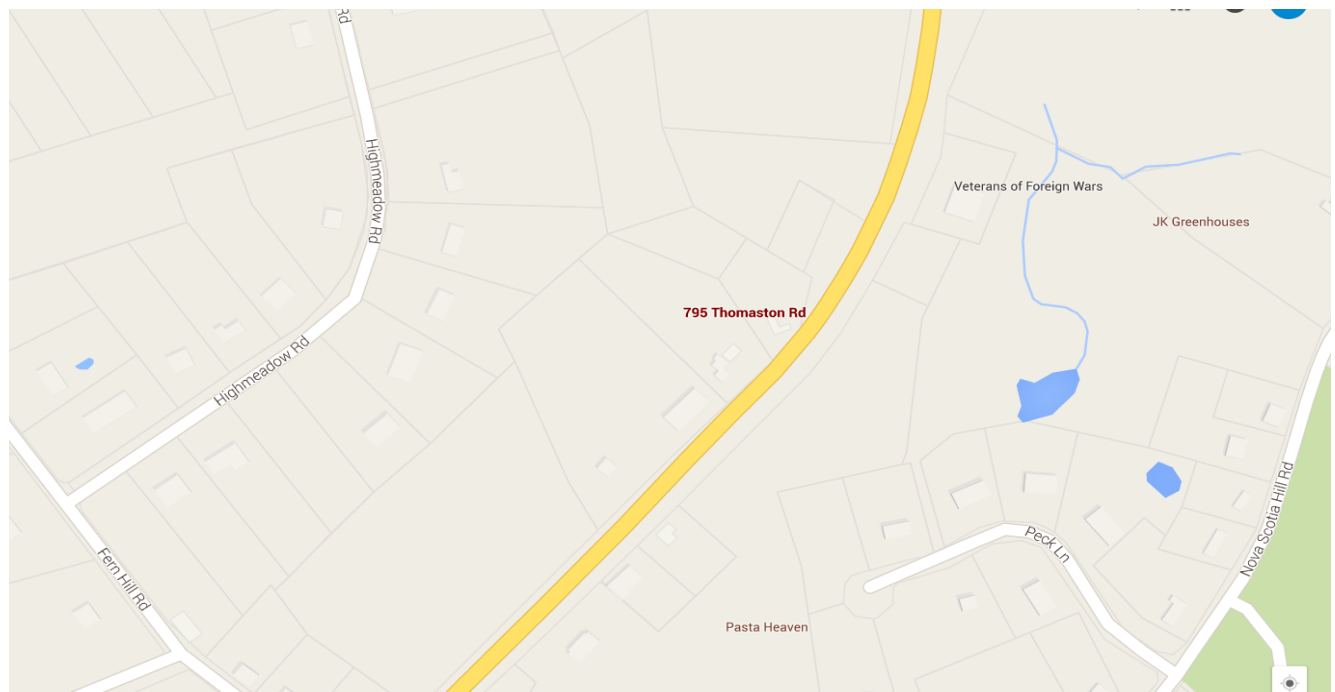 Rd
Highmeadow Rd
Veterans of Foreign Wars
JK Greenhouses
795 Thomaston Rd
Highmeadow Rd
Nova Scotia Hill Rd
Peck Ln
Fern Hill Rd
Pasta Heaven